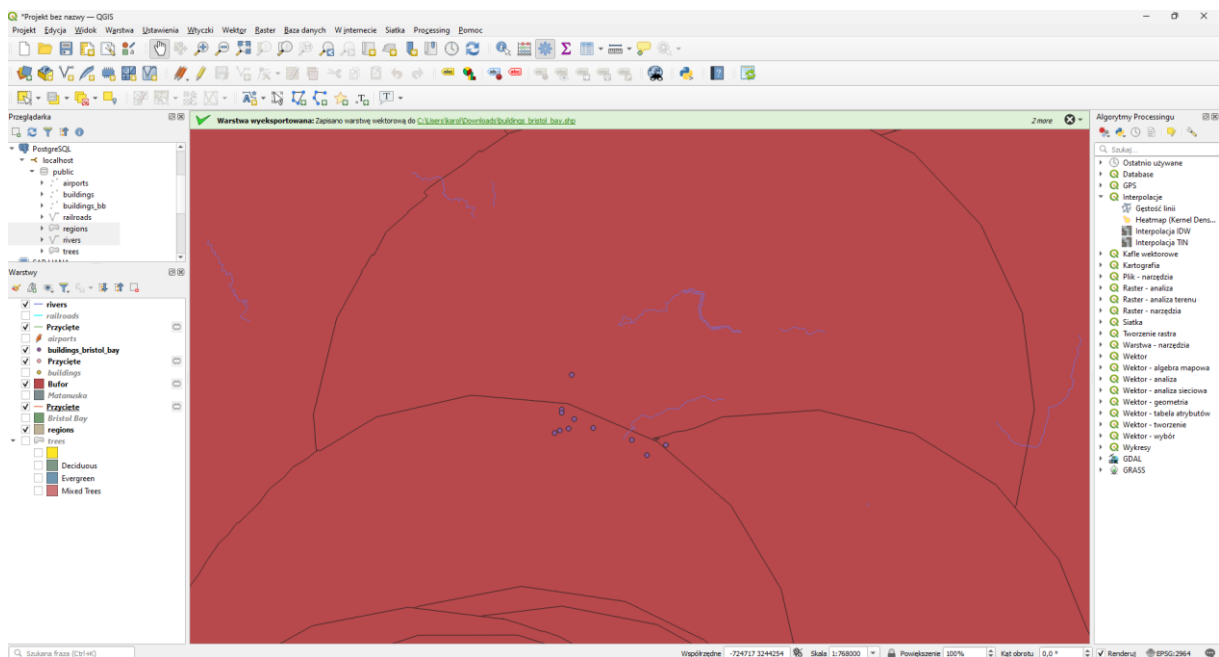 *Projekt bez nazwy — QGIS
Projekt Edycja Widok Warstwa Ustawienia Wtyczki Wektor Raster Baza danych W internecie Siatka Processing Pomoc
Przeglądarka
PostgreSQL
localhost
public
airports
buildings
buildings_bb
railroads
regions
rivers
trees
Warstwy
rivers
railroads
Przycięte
airports
buildings_bristol_bay
Przycięte
buildings
Bufor
Matanuska
Przycięte
Bristol Bay
regions
trees
Deciduous
Evergreen
Mixed Trees
Warstwa wyeksportowana: Zapisano warstwę wektorową do C:\Users\karol\Downloads\buildings_bristol_bay.shp
2 more
Algorytmy Processingu
Szukaj...
Ostatnio używane
Database
GPS
Interpolacje
Gęstość linii
Heatmap (Kernel Dens...
Interpolacja IDW
Interpolacja TIN
Kafle wektorowe
Kartografia
Plik - narzędzia
Raster - analiza
Raster - analiza terenu
Raster - narzędzia
Siatka
Tworzenie rastra
Warstwa - narzędzia
Wektor
Wektor - algebra mapowa
Wektor - analiza
Wektor - analiza sieciowa
Wektor - geometria
Wektor - tabela atrybutów
Wektor - tworzenie
Wektor - wybór
Wykresy
GDAL
GRASS
Szukana fraza (Ctrl+K)
Współrzędne -724717 3244254 Skala 1:768000 Powiększenie 100% Kąt obrotu 0,0 ° Renderuj EPSG:2964